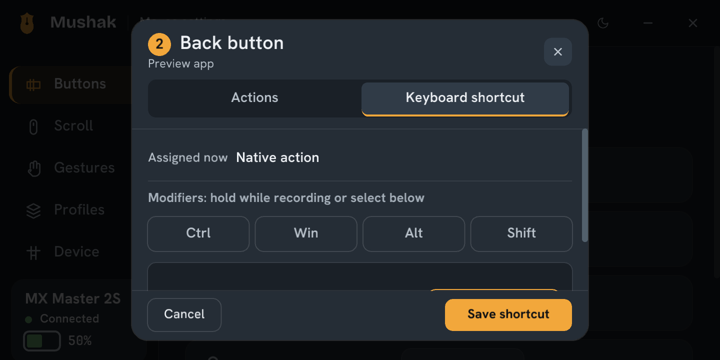 Mushak
2 Back button
Preview app
Actions
Keyboard shortcut
Buttons
Scroll
Gestures
Profiles
Device
Assigned now Native action
Modifiers: hold while recording or select below
Ctrl
Win
Alt
Shift
MX Master 2S
Connected
50%
Cancel
Save shortcut